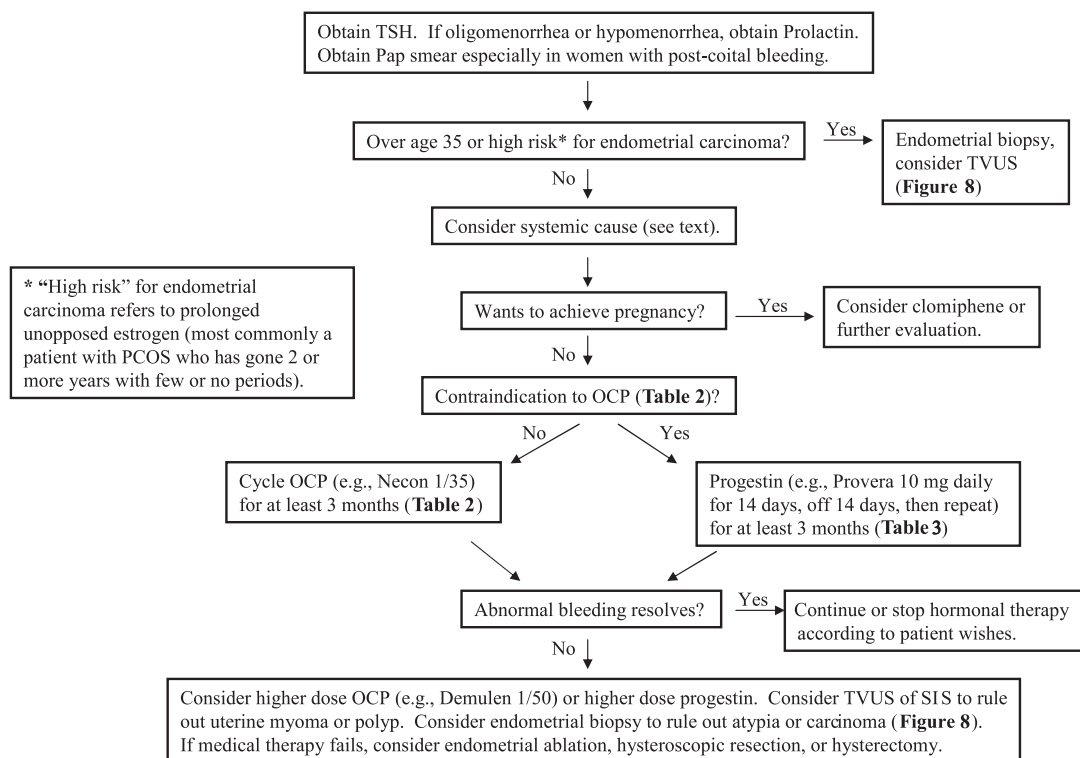 Obtain TSH. If oligomenorrhea or hypomenorrhea, obtain Prolactin.
Obtain Pap smear especially in women with post-coital bleeding.
Over age 35 or high risk* for endometrial carcinoma?
Yes
Endometrial biopsy,
consider TVUS
(Figure 8)
No
Consider systemic cause (see text).
* “High risk” for endometrial
carcinoma refers to prolonged
unopposed estrogen (most commonly a
patient with PCOS who has gone 2 or
more years with few or no periods).
Wants to achieve pregnancy?
Yes
Consider clomiphene or
further evaluation.
No
Contraindication to OCP (Table 2)?
No
Yes
Cycle OCP (e.g., Necon 1/35)
for at least 3 months (Table 2)
Progestin (e.g., Provera 10 mg daily
for 14 days, off 14 days, then repeat)
for at least 3 months (Table 3)
Abnormal bleeding resolves?
Yes
Continue or stop hormonal therapy
according to patient wishes.
No
Consider higher dose OCP (e.g., Demulen 1/50) or higher dose progestin. Consider TVUS of SIS to rule
out uterine myoma or polyp. Consider endometrial biopsy to rule out atypia or carcinoma (Figure 8).
If medical therapy fails, consider endometrial ablation, hysteroscopic resection, or hysterectomy.